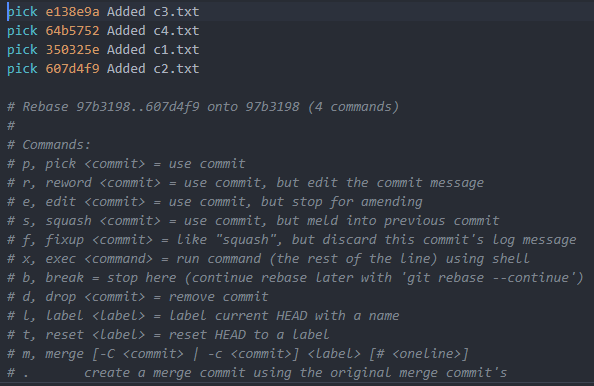 pick e138e9a Added c3.txt
pick 64b5752 Added c4.txt
pick 350325e Added c1.txt
pick 607d4f9 Added c2.txt
# Rebase 97b3198..607d4f9 onto 97b3198 (4 commands)
#
# Commands:
# p, pick <commit> = use commit
# r, reword <commit> = use commit, but edit the commit message
# e, edit <commit> = use commit, but stop for amending
# s, squash <commit> = use commit, but meld into previous commit
# f, fixup <commit> = like "squash", but discard this commit's log message
# x, exec <command> = run command (the rest of the line) using shell
# b, break = stop here (continue rebase later with 'git rebase --continue')
# d, drop <commit> = remove commit
# l, label <label> = label current HEAD with a name
# t, reset <label> = reset HEAD to a label
# m, merge [-C <commit> | -c <commit>] <label> [# <oneline>]
# .       create a merge commit using the original merge commit's